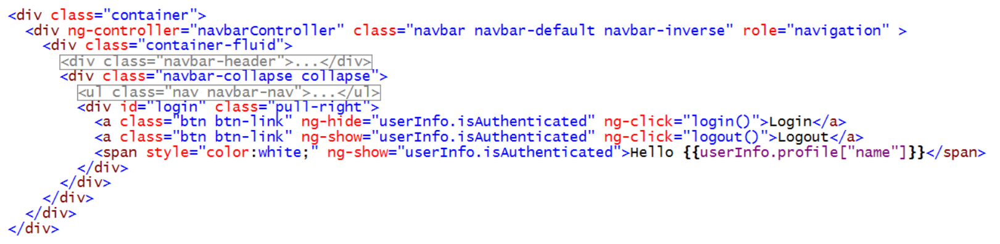 <div class="container">
<div ng-controller="navbarController" class="navbar navbar-default navbar-inverse" role="navigation" >
<div class="container-fluid">
<div class="navbar-header">...</div>
<div class="navbar-collapse collapse">
<ul class="nav navbar-nav">...</ul>
<div id="login" class="pull-right">
<a class="btn btn-link" ng-hide="userInfo.isAuthenticated" ng-click="login()">Login</a>
<a class="btn btn-link" ng-show="userInfo.isAuthenticated" ng-click="logout()">Logout</a>
<span style="color:white;" ng-show="userInfo.isAuthenticated">Hello {{userInfo.profile["name"]}}</span>
</div>
</div>
</div>
</div>
</div>